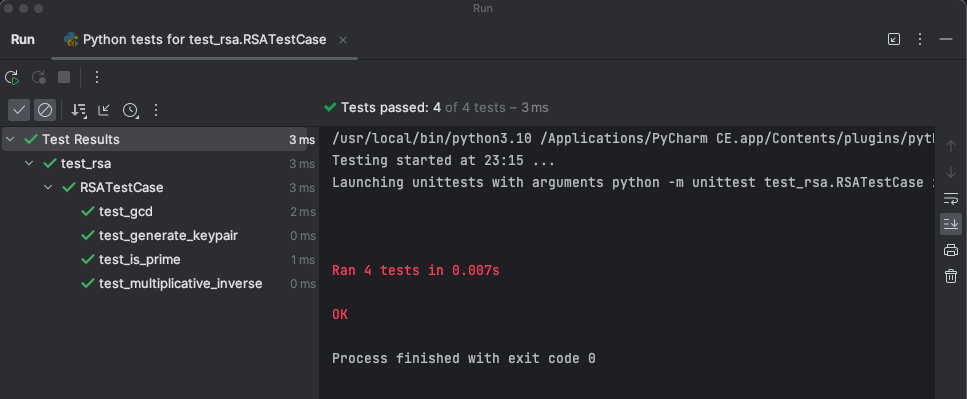 Run
Run
Python tests for test_rsa.RSATestCase
Tests passed: 4 of 4 tests – 3 ms
Test Results 3 ms
test_rsa 3 ms
RSATestCase 3 ms
test_gcd 2 ms
test_generate_keypair 0 ms
test_is_prime 1 ms
test_multiplicative_inverse 0 ms
/usr/local/bin/python3.10 /Applications/PyCharm CE.app/Contents/plugins/pyth
Testing started at 23:15 ...
Launching unittests with arguments python -m unittest test_rsa.RSATestCase
Ran 4 tests in 0.007s
OK
Process finished with exit code 0